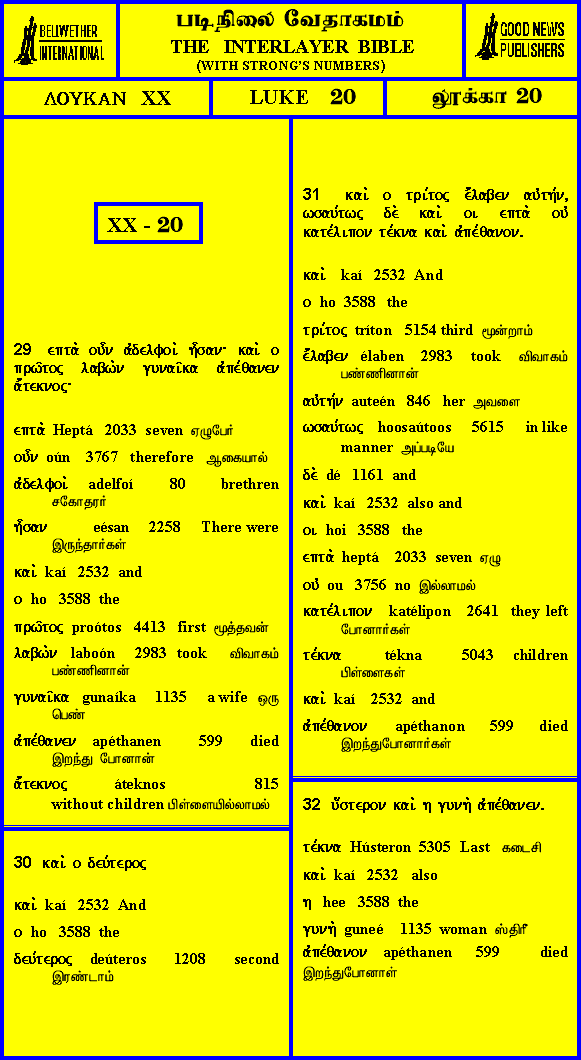 BELLWETHER
INTERNATIONAL
படிநிலை வேதாகமம்
THE INTERLAYER BIBLE
(WITH STRONG'S NUMBERS)
GOOD NEWS
PUBLISHERS
ΛΟΥΚΑΝ XX
LUKE 20
லூக்கா 20
XX - 20
29 επτὰ οὖν ἀδελφοὶ ἦσαν· καὶ ο
πρῶτος λαβὼν γυναῖκα ἀπέθανεν
ἄτεκνος·
επτὰ Heptá 2033 seven ஏழுபேர்
οὖν oún 3767 therefore ஆகையால்
ἀδελφοὶ adelfoí 80 brethren
சகோதரர்
ἦσαν eésan 2258 There were
இருந்தார்கள்
καὶ kaí 2532 and
ο ho 3588 the
πρῶτος proótos 4413 first மூத்தவன்
λαβὼν laboón 2983 took விவாகம்
பண்ணினான்
γυναῖκα gunaíka 1135 a wife ஒரு
பெண்
ἀπέθανεν apéthanen 599 died
இறந்து போனான்
ἄτεκνος áteknos 815
without children பிள்ளையில்லாமல்
30 καὶ ο δεύτερος
καὶ kaí 2532 And
ο ho 3588 the
δεύτερος deúteros 1208 second
இரண்டாம்
31 καὶ ο τρίτος ἔλαβεν αὐτήν,
ωσαύτως δὲ καὶ οι επτὰ οὐ
κατέλιπον τέκνα καὶ ἀπέθανον.
καὶ kaí 2532 And
ο ho 3588 the
τρίτος tríton 5154 third மூன்றாம்
ἔλαβεν élaben 2983 took விவாகம்
பண்ணினான்
αὐτήν auteén 846 her அவளை
ωσαύτως hoosaútoos 5615 in like
manner அப்படியே
δὲ dé 1161 and
καὶ kaí 2532 also and
οι hoi 3588 the
επτὰ heptá 2033 seven ஏழு
οὐ ou 3756 no இல்லாமல்
κατέλιπον katélipon 2641 they left
போனார்கள்
τέκνα tékna 5043 children
பிள்ளைகள்
καὶ kaí 2532 and
ἀπέθανον apéthanon 599 died
இறந்துபோனார்கள்
32 ὕστερον καὶ η γυνὴ ἀπέθανεν.
τέκνα Hústeron 5305 Last கடைசி
καὶ kaí 2532 also
η hee 3588 the
γυνὴ guneé 1135 woman ஸ்திரீ
ἀπέθανον apéthanen 599 died
இறந்துபோனாள்